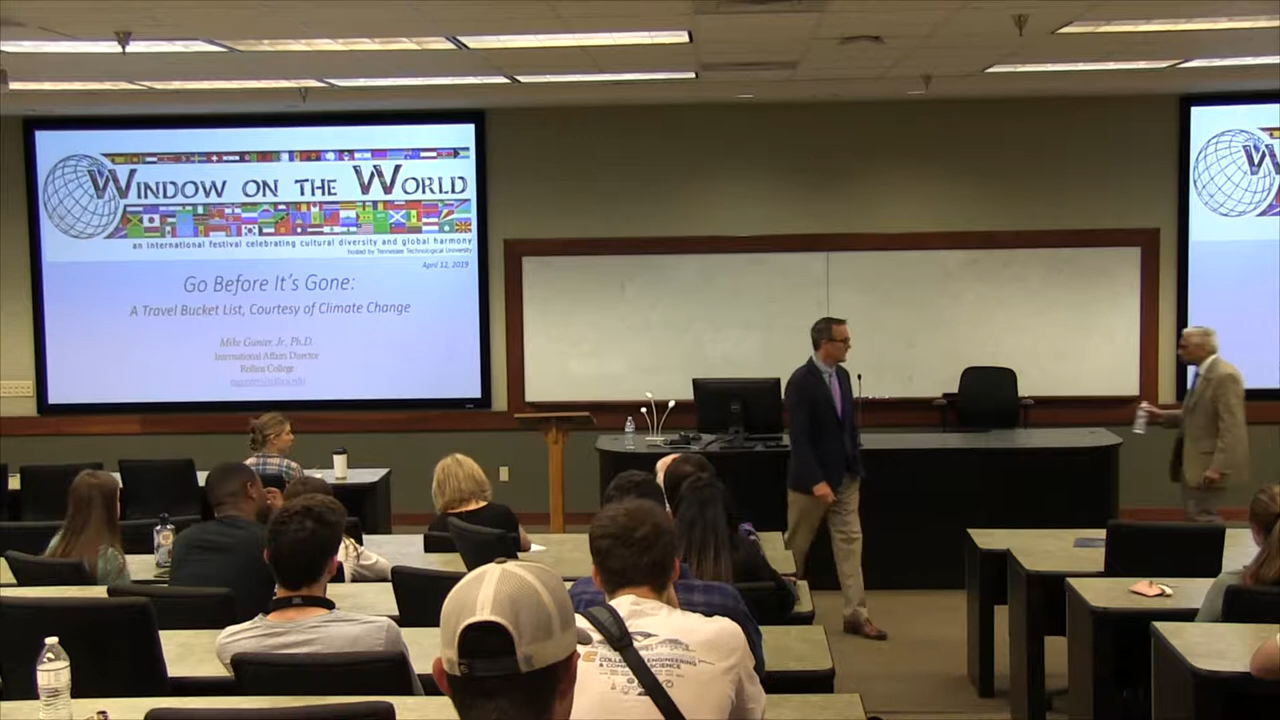 WINDOW ON THE WORLD
an international festival celebrating cultural diversity and global harmony
hosted by Tennessee Technological University
April 12, 2019
Go Before It's Gone:
A Travel Bucket List, Courtesy of Climate Change
Mike Gunter, Jr., Ph.D.
International Affairs Director
Rollins College
W
COLLEGE ENGINEERING
& COMPUTER SCIENCE